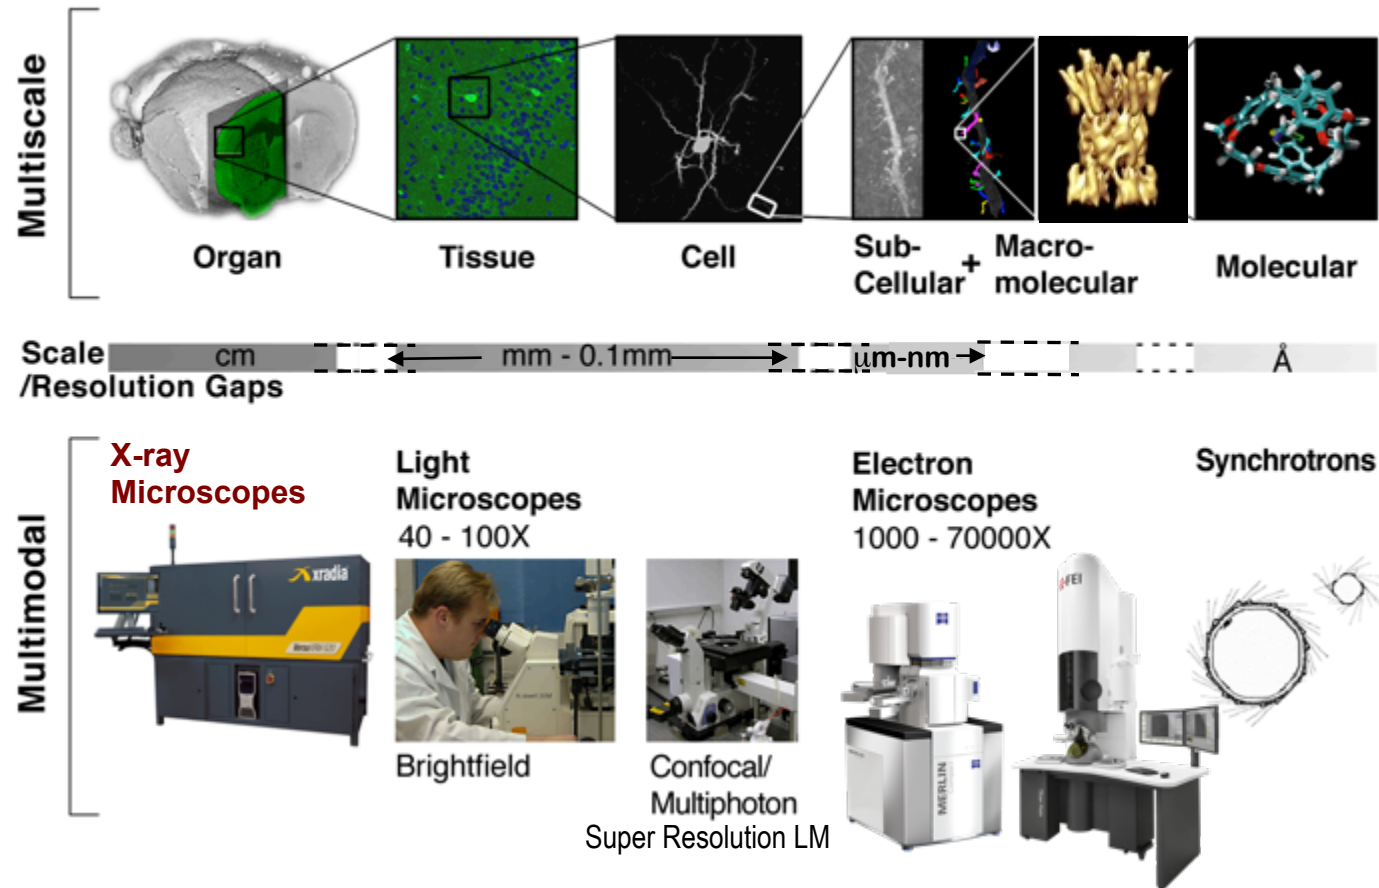 Multiscale
Organ
Tissue
Cell
Sub-
Cellular
+
Macro-
molecular
Molecular
Scale
/Resolution Gaps
cm
mm - 0.1mm
μm-nm
Å
Multimodal
X-ray
Microscopes
xradia
Light
Microscopes
40 - 100X
Brightfield
Confocal/
Multiphoton
Super Resolution LM
Electron
Microscopes
1000 - 70000X
MERLIN
FEI
Synchrotrons